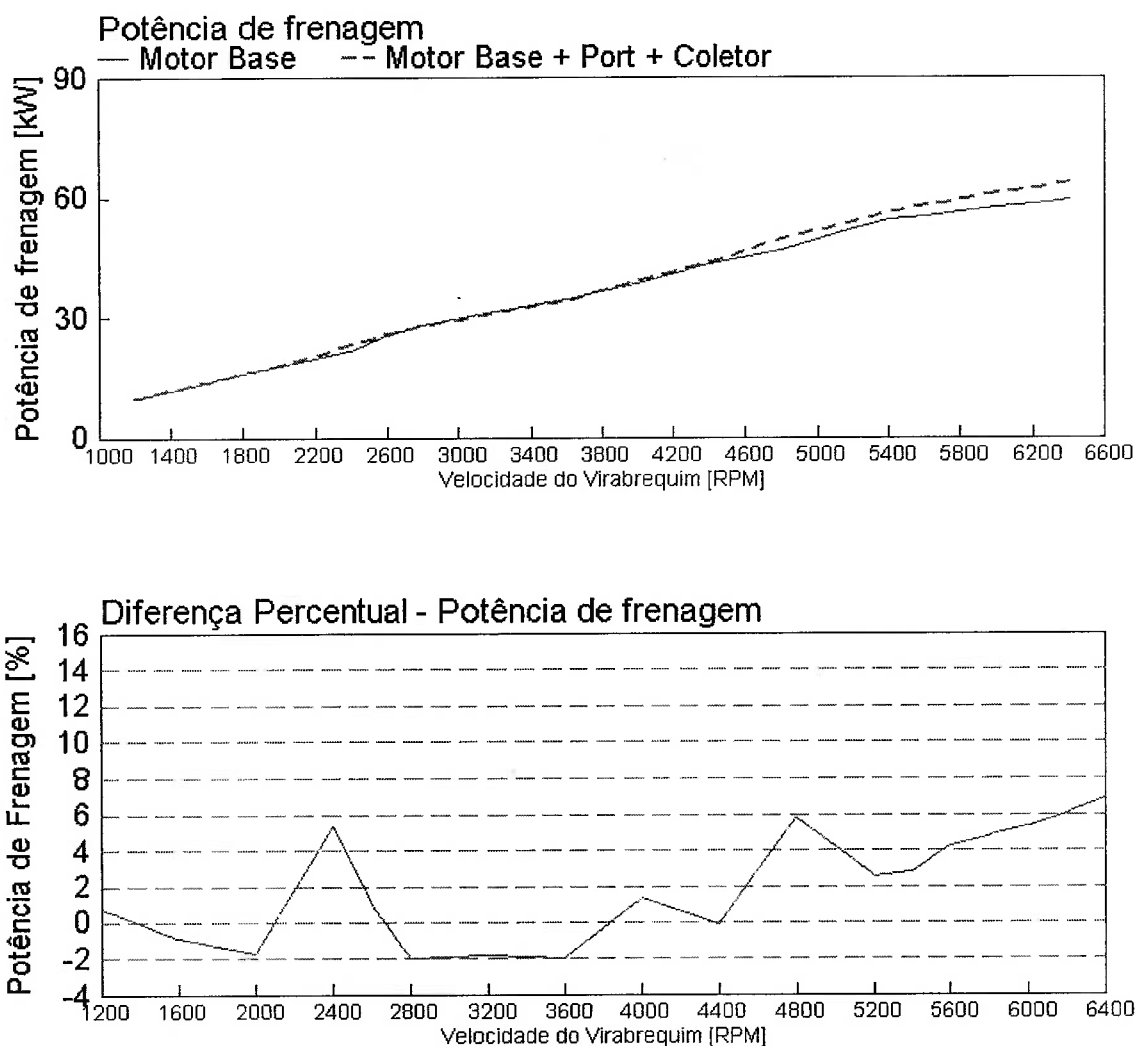 Potência de frenagem
Motor Base Motor Base + Port + Coletor
Potência de frenagem [kW]
90
60
30
0
1000 1400 1800 2200 2600 3000 3400 3800 4200 4600 5000 5400 5800 6200 6600
Velocidade do Virabrequim [RPM]
Diferença Percentual - Potência de frenagem
Potência de Frenagem [%]
16
14
12
10
8
6
4
2
0
-2
-4
1200 1600 2000 2400 2800 3200 3600 4000 4400 4800 5200 5600 6000 6400
Velocidade do Virabrequim [RPM]